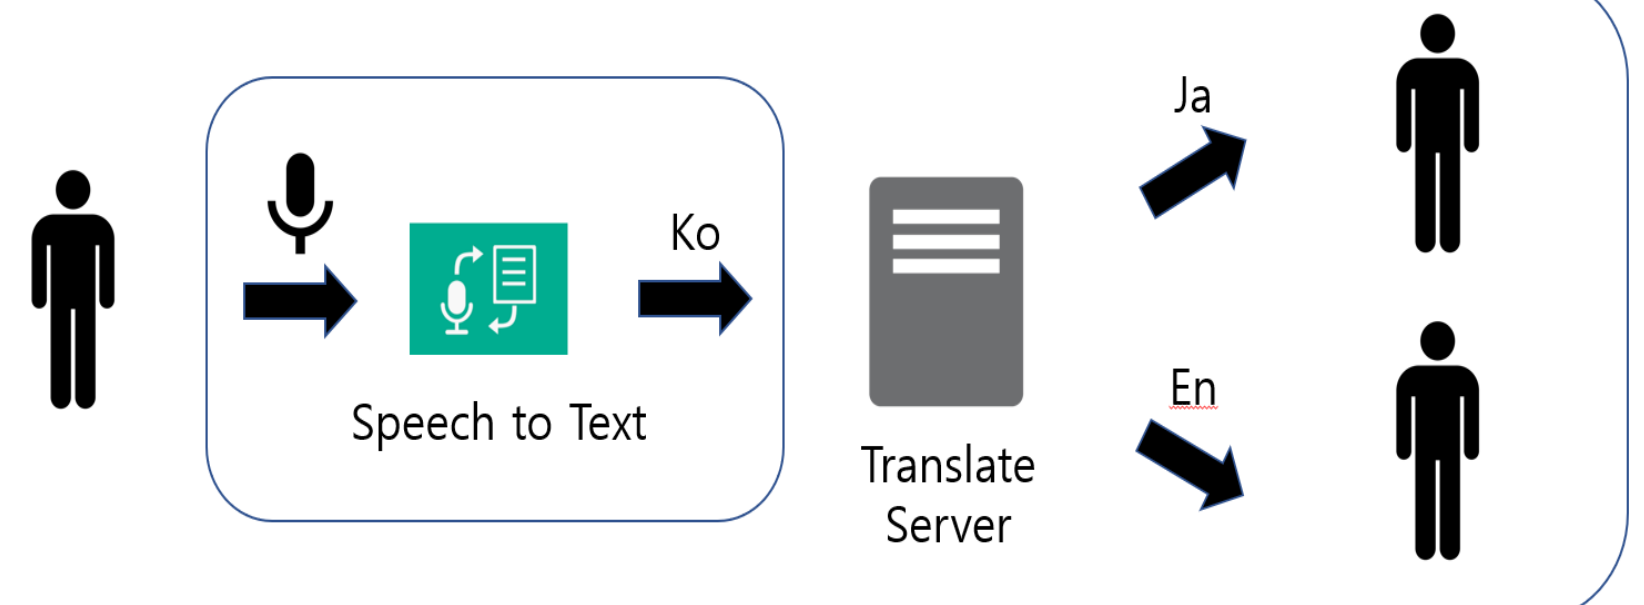 Ko
Speech to Text
Translate
Server
Ja
En